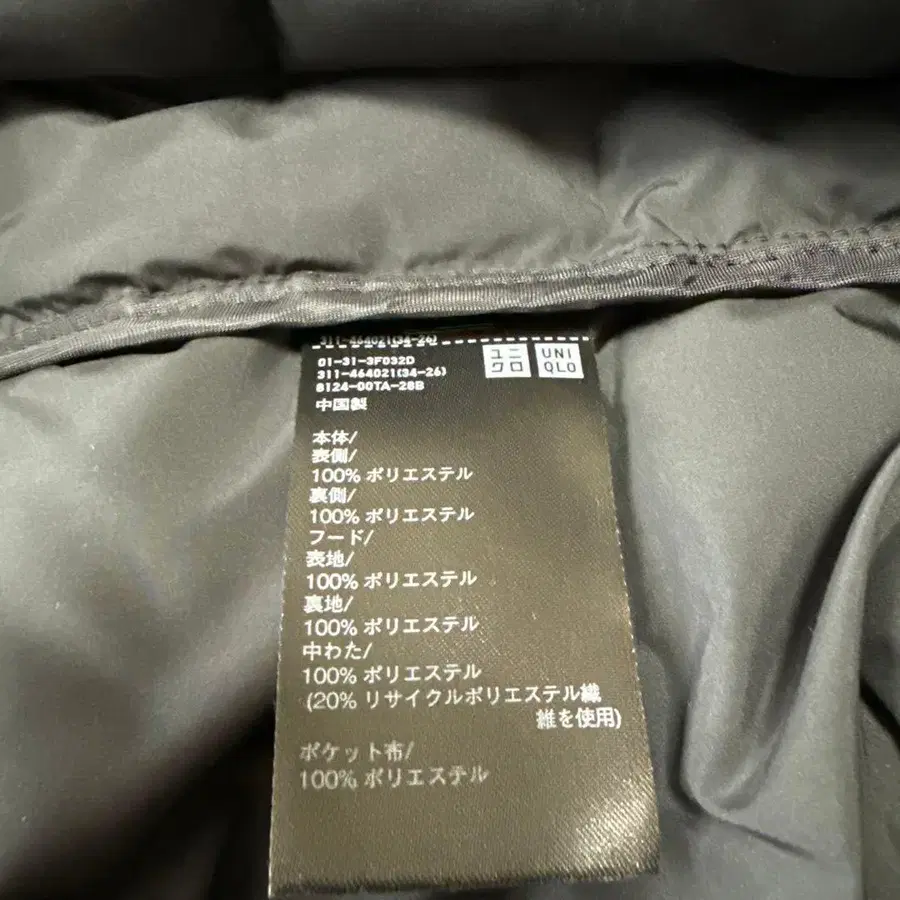 311-464021(34-26)
01-31-3F032D
311-464021(34-26)
8124-00TA-28B
中国製
ユニ
クロ
UNI
QLO
本体/
表側/
100% ポリエステル
裏側/
100% ポリエステル
フード/
表地/
100% ポリエステル
裏地/
100% ポリエステル
中わた/
100% ポリエステル
(20% リサイクルポリエステル繊
維を使用)
ポケット布/
100% ポリエステル